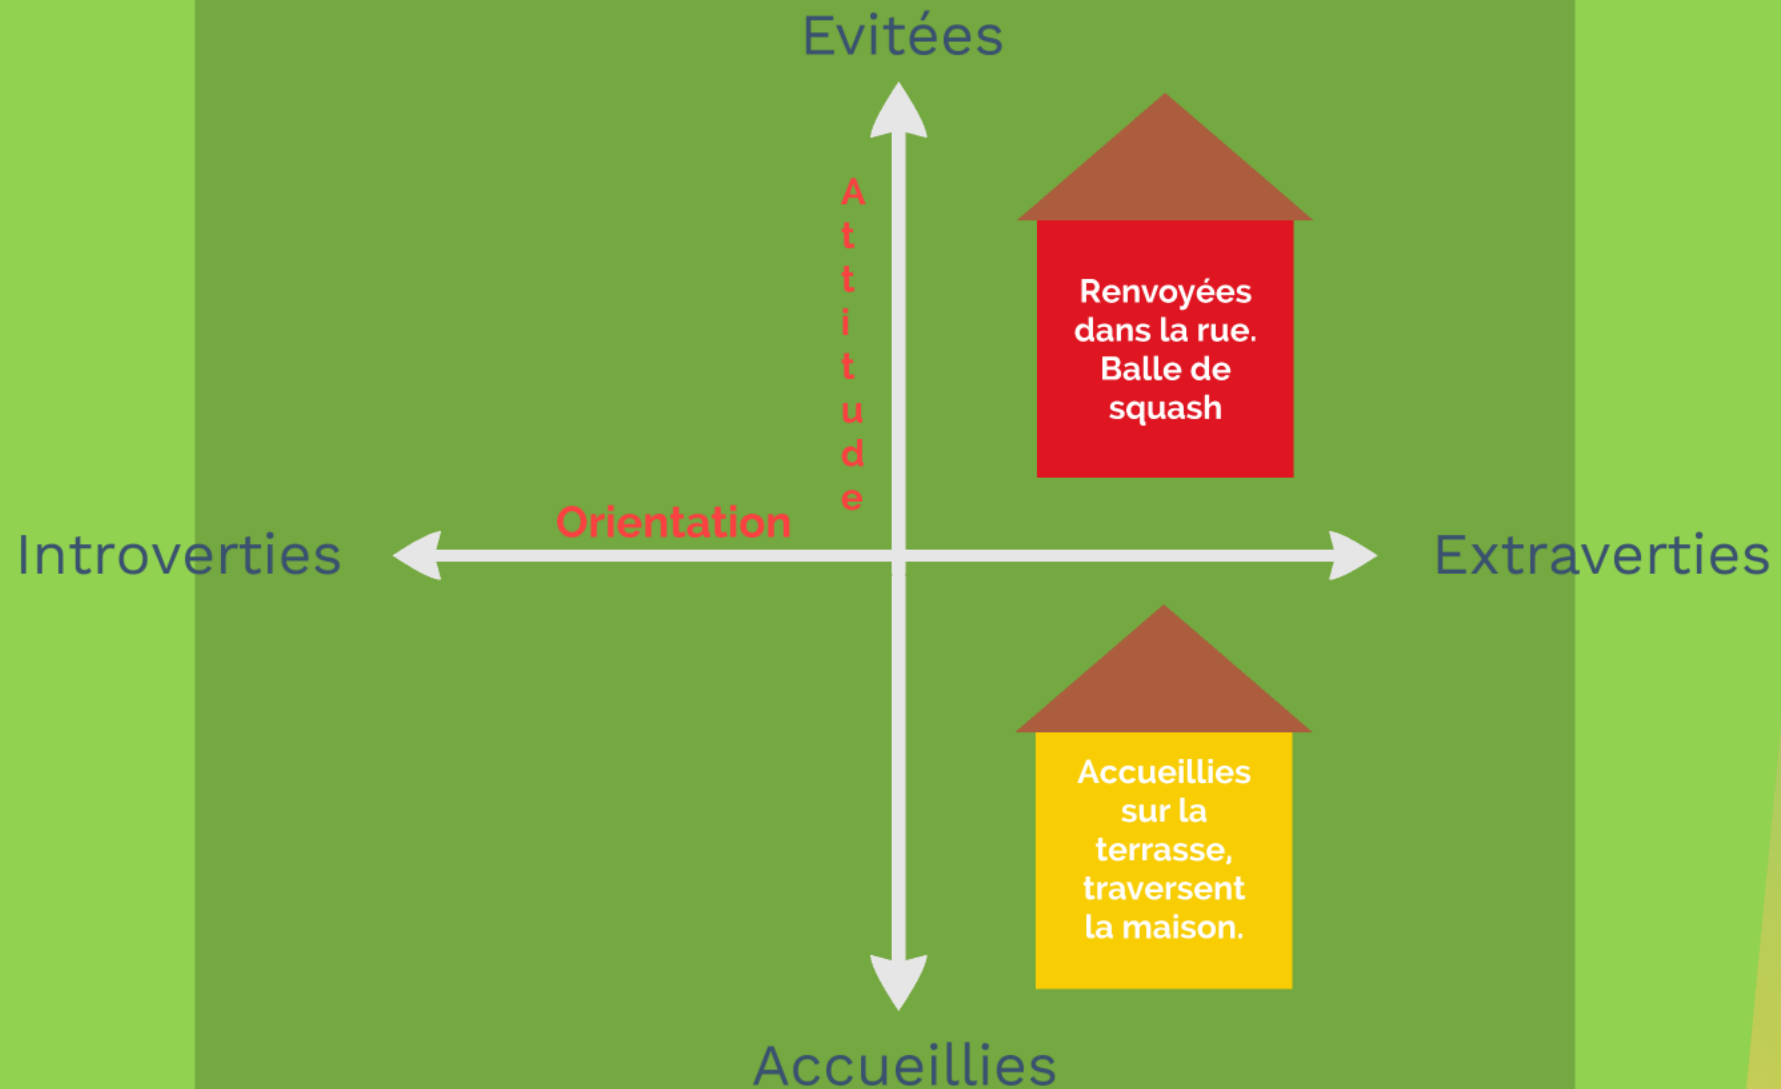 Evitées
Attitude
Renvoyées
dans la rue.
Balle de
squash
Orientation
Introverties
Extraverties
Accueillies
sur la
terrasse,
traversent
la maison.
Accueillies